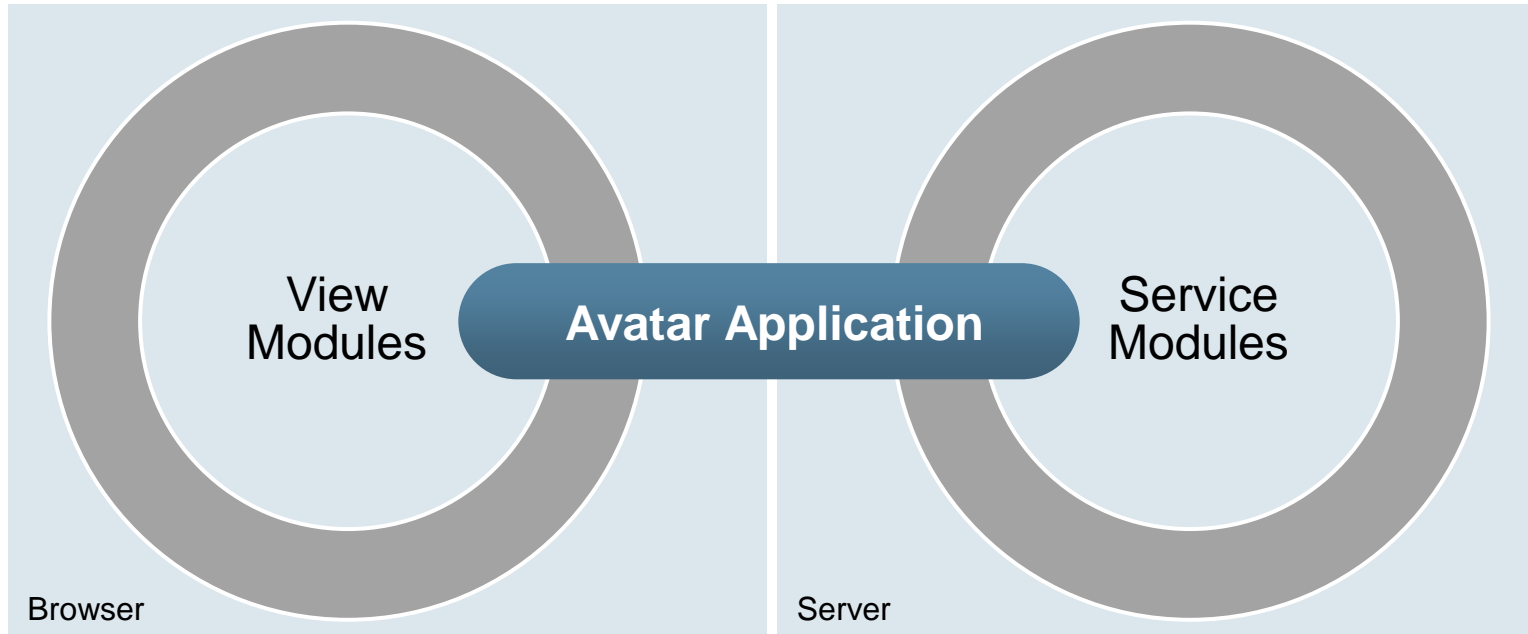 View
Modules
Avatar Application
Service
Modules
Browser
Server